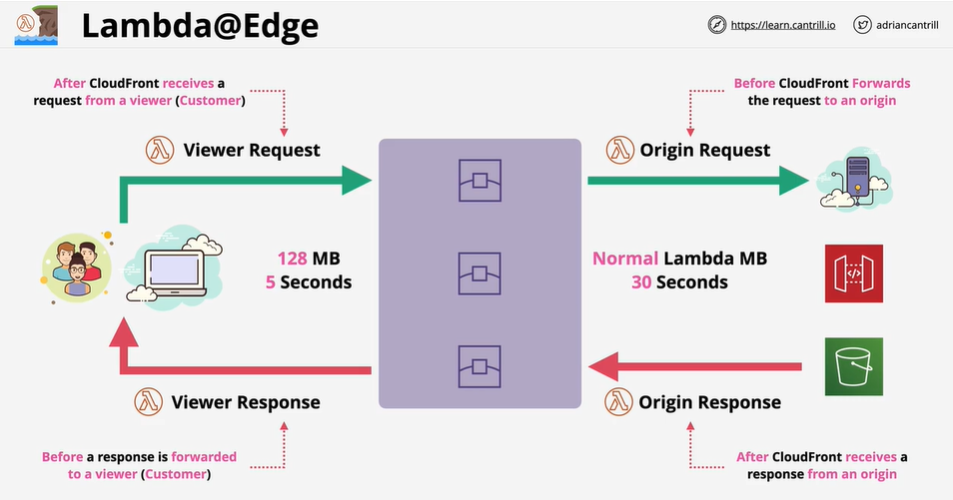 Lambda@Edge
https://learn.cantrill.io
adriancantrill
After CloudFront receives a
request from a viewer (Customer)
Before CloudFront Forwards
the request to an origin
Viewer Request
Origin Request
128 MB
5 Seconds
Normal Lambda MB
30 Seconds
Viewer Response
Origin Response
Before a response is forwarded
to a viewer (Customer)
After CloudFront receives a
response from an origin